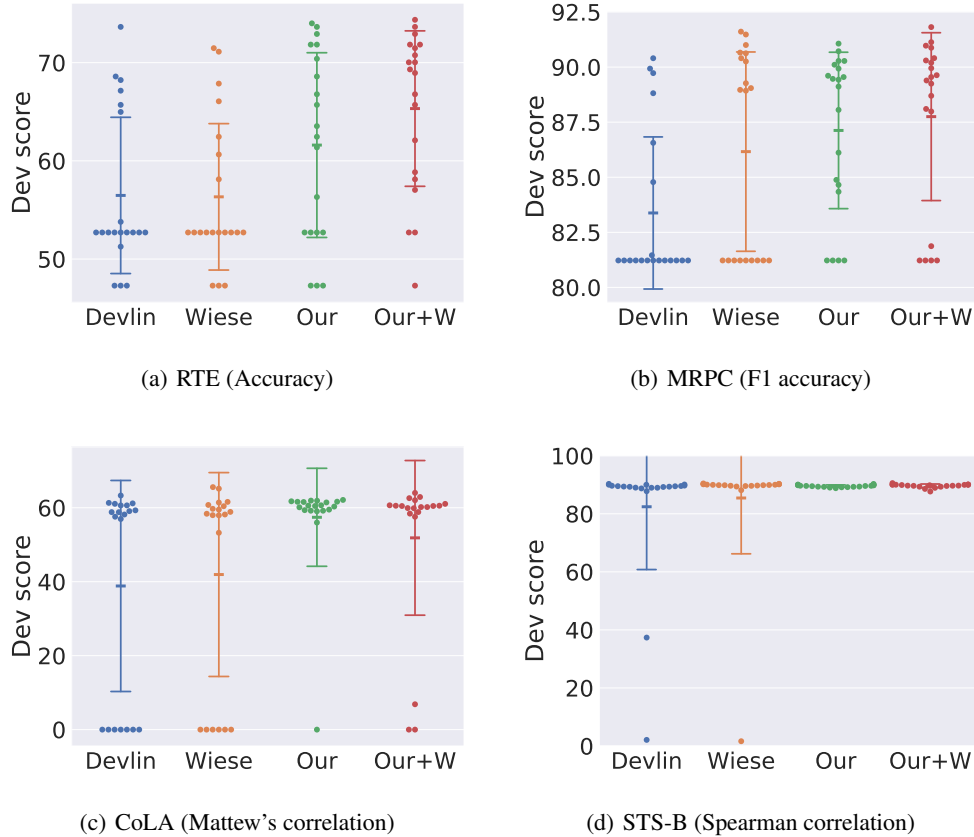 Dev score
70
60
50
Devlin Wiese Our Our+W
(a) RTE (Accuracy)
Dev score
92.5
90.0
87.5
85.0
82.5
80.0
Devlin Wiese Our Our+W
(b) MRPC (F1 accuracy)
Dev score
60
40
20
0
Devlin Wiese Our Our+W
(c) CoLA (Mattew's correlation)
Dev score
100
80
60
40
20
0
Devlin Wiese Our Our+W
(d) STS-B (Spearman correlation)